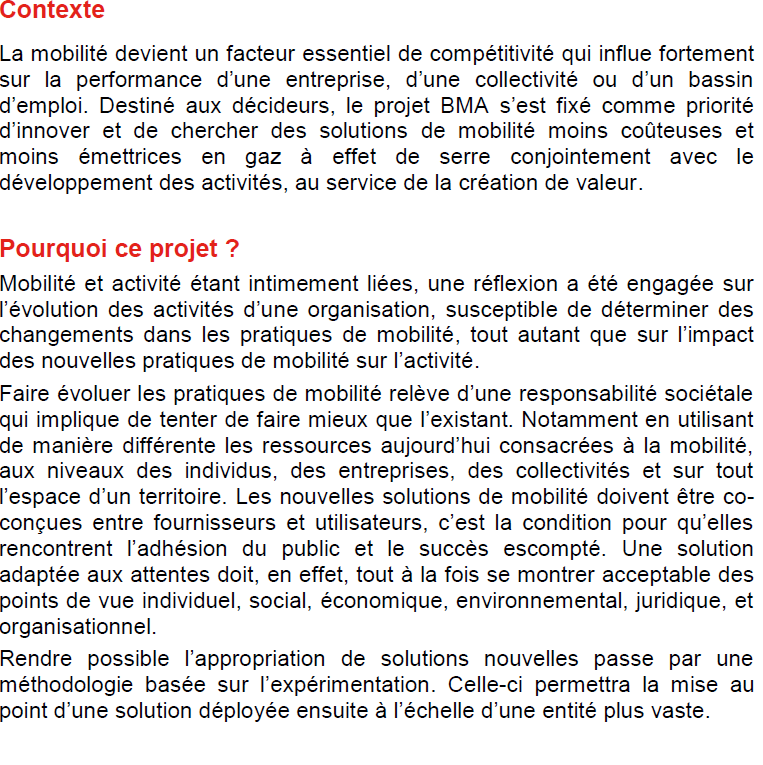 Contexte
La mobilité devient un facteur essentiel de compétitivité qui influe fortement
sur la performance d'une entreprise, d'une collectivité ou d'un bassin
d'emploi. Destiné aux décideurs, le projet BMA s'est fixé comme priorité
d'innover et de chercher des solutions de mobilité moins coûteuses et
moins émettrices en gaz à effet de serre conjointement avec le
développement des activités, au service de la création de valeur.
Pourquoi ce projet ?
Mobilité et activité étant intimement liées, une réflexion a été engagée sur
l'évolution des activités d'une organisation, susceptible de déterminer des
changements dans les pratiques de mobilité, tout autant que sur l'impact
des nouvelles pratiques de mobilité sur l'activité.
Faire évoluer les pratiques de mobilité relève d'une responsabilité sociétale
qui implique de tenter de faire mieux que l'existant. Notamment en utilisant
de manière différente les ressources aujourd'hui consacrées à la mobilité,
aux niveaux des individus, des entreprises, des collectivités et sur tout
l'espace d'un territoire. Les nouvelles solutions de mobilité doivent être co-
conçues entre fournisseurs et utilisateurs, c'est la condition pour qu'elles
rencontrent l'adhésion du public et le succès escompté. Une solution
adaptée aux attentes doit, en effet, tout à la fois se montrer acceptable des
points de vue individuel, social, économique, environnemental, juridique, et
organisationnel.
Rendre possible l'appropriation de solutions nouvelles passe par une
méthodologie basée sur l'expérimentation. Celle-ci permettra la mise au
point d'une solution déployée ensuite à l'échelle d'une entité plus vaste.